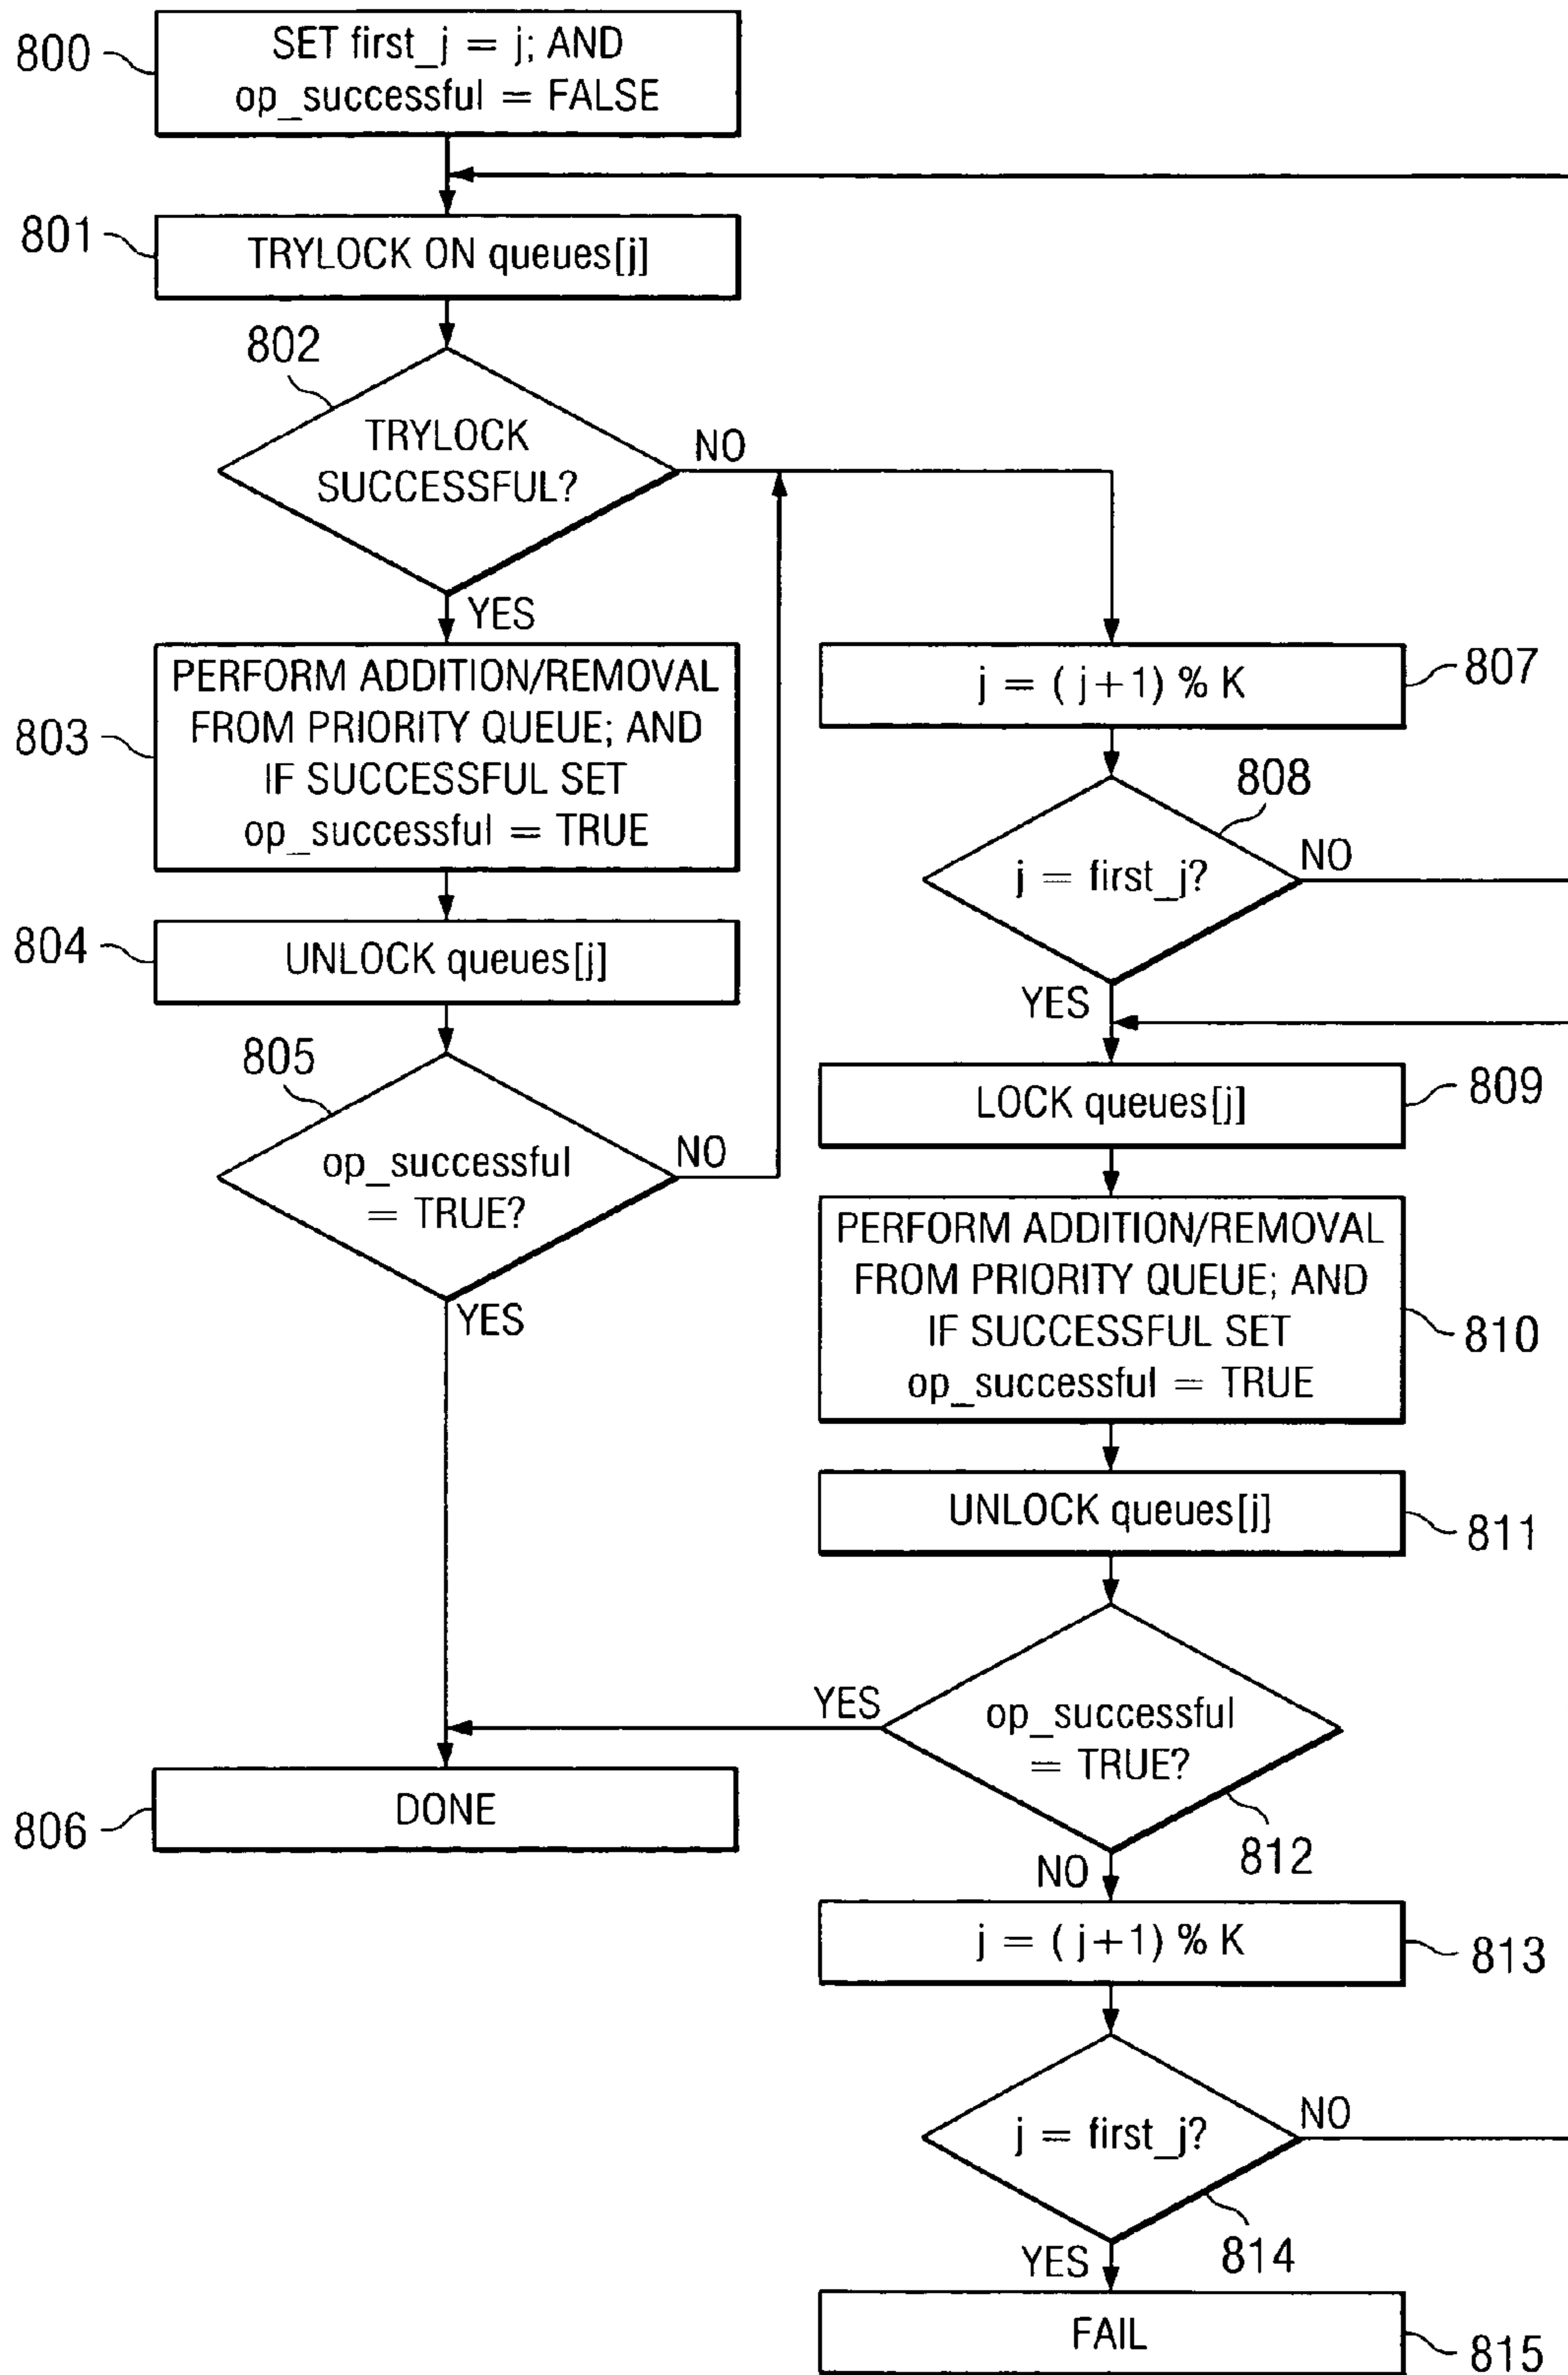 800
SET first_j = j; AND
op_successful = FALSE
801
TRYLOCK ON queues[j]
802
TRYLOCK
SUCCESSFUL?
NO
YES
803
PERFORM ADDITION/REMOVAL
FROM PRIORITY QUEUE; AND
IF SUCCESSFUL SET
op_successful = TRUE
804
UNLOCK queues[j]
805
op_successful
= TRUE?
NO
YES
806
DONE
807
j = ( j+1) % K
808
j = first_j?
NO
YES
809
LOCK queues[j]
810
PERFORM ADDITION/REMOVAL
FROM PRIORITY QUEUE; AND
IF SUCCESSFUL SET
op_successful = TRUE
811
UNLOCK queues[j]
812
op_successful
= TRUE?
YES
NO
813
j = ( j+1) % K
814
j = first_j?
NO
YES
815
FAIL